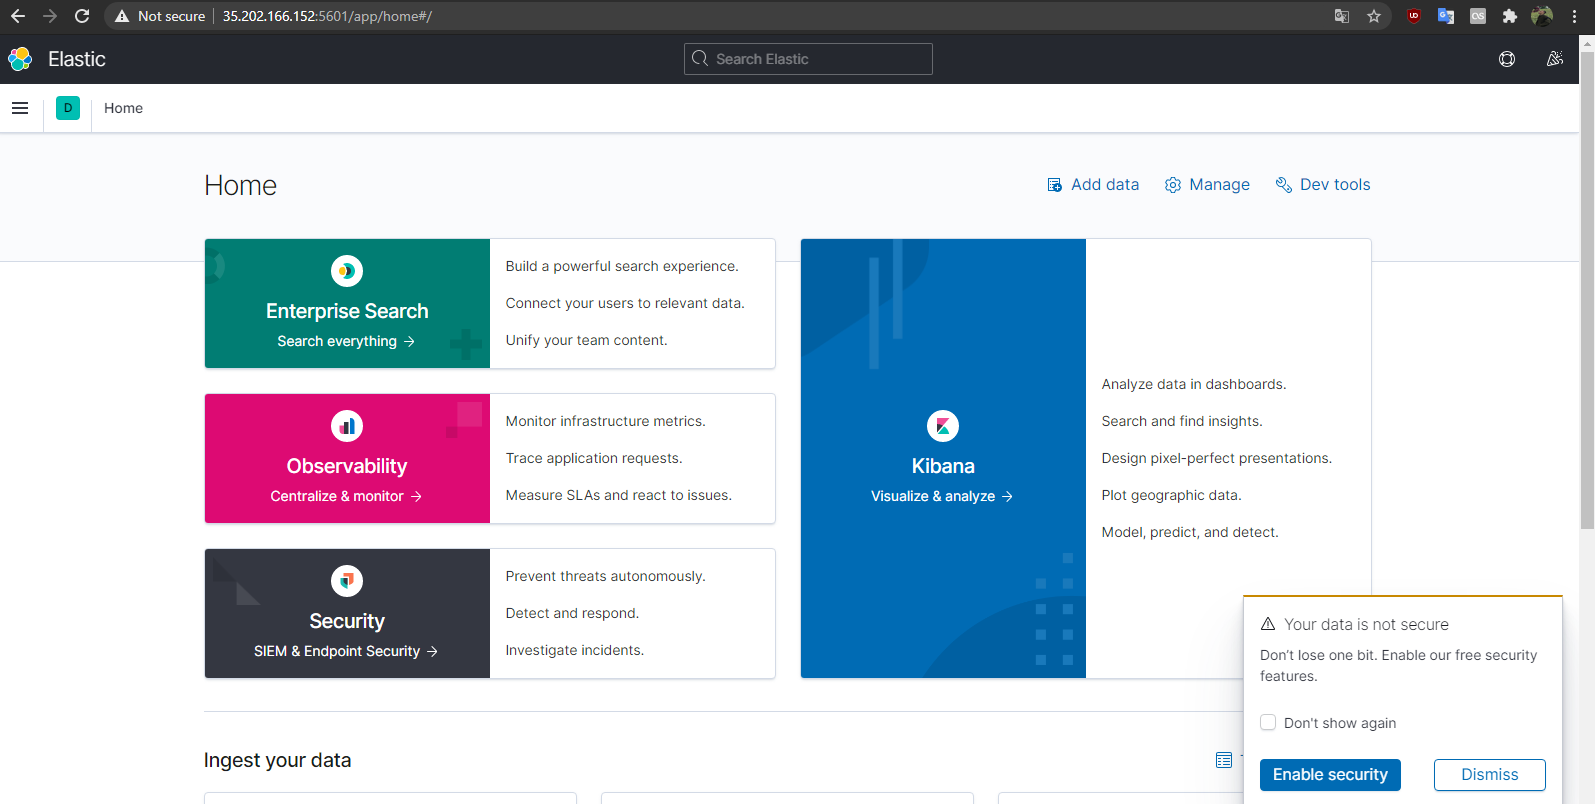 Not secure
35.202.166.152:5601/app/home#/
Elastic
Search Elastic
D
Home
Home
Add data
Manage
Dev tools
Enterprise Search
Search everything →
Build a powerful search experience.
Connect your users to relevant data.
Unify your team content.
Observability
Centralize & monitor →
Monitor infrastructure metrics.
Trace application requests.
Measure SLAs and react to issues.
Security
SIEM & Endpoint Security →
Prevent threats autonomously.
Detect and respond.
Investigate incidents.
Kibana
Visualize & analyze →
Analyze data in dashboards.
Search and find insights.
Design pixel-perfect presentations.
Plot geographic data.
Model, predict, and detect.
Ingest your data
Your data is not secure
Don't lose one bit. Enable our free security
features.
Don't show again
Enable security
Dismiss